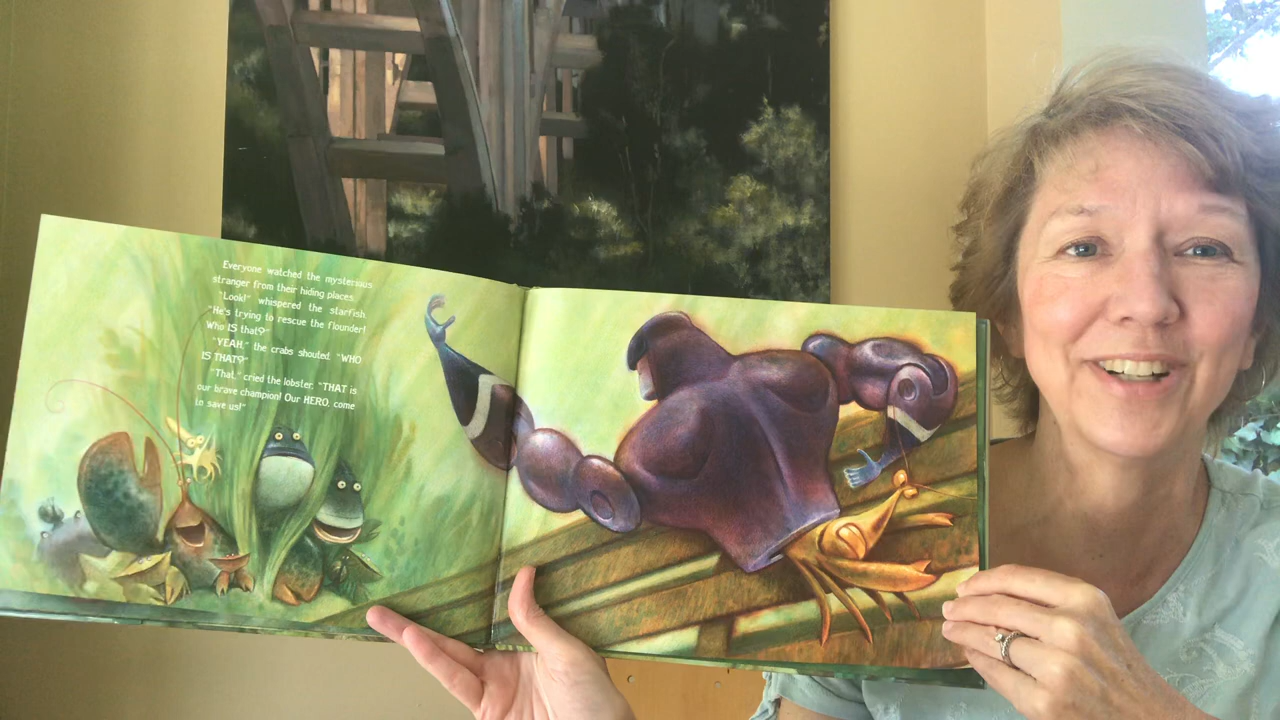 Everyone watched the mysterious
stranger from their hiding places.
"Look!" whispered the starfish.
"He's trying to rescue the flounder!
Who IS that?"
"YEAH," the crabs shouted. "WHO
IS THAT?"
"That," cried the lobster, "THAT is
our brave champion! Our HERO, come
to save us!"